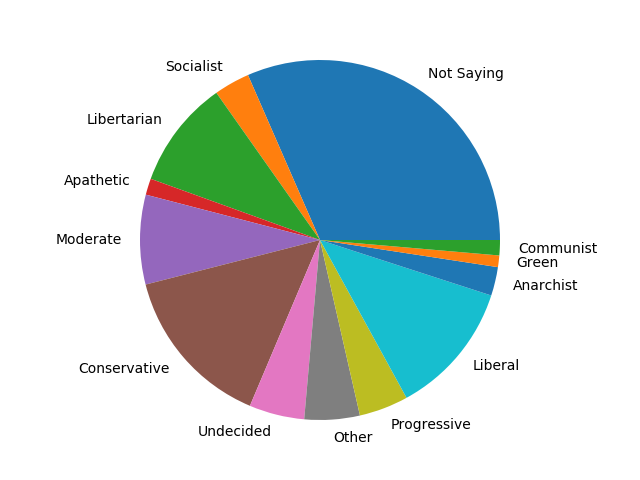 Socialist
Not Saying
Libertarian
Apathetic
Moderate
Communist
Green
Anarchist
Conservative
Liberal
Undecided
Progressive
Other